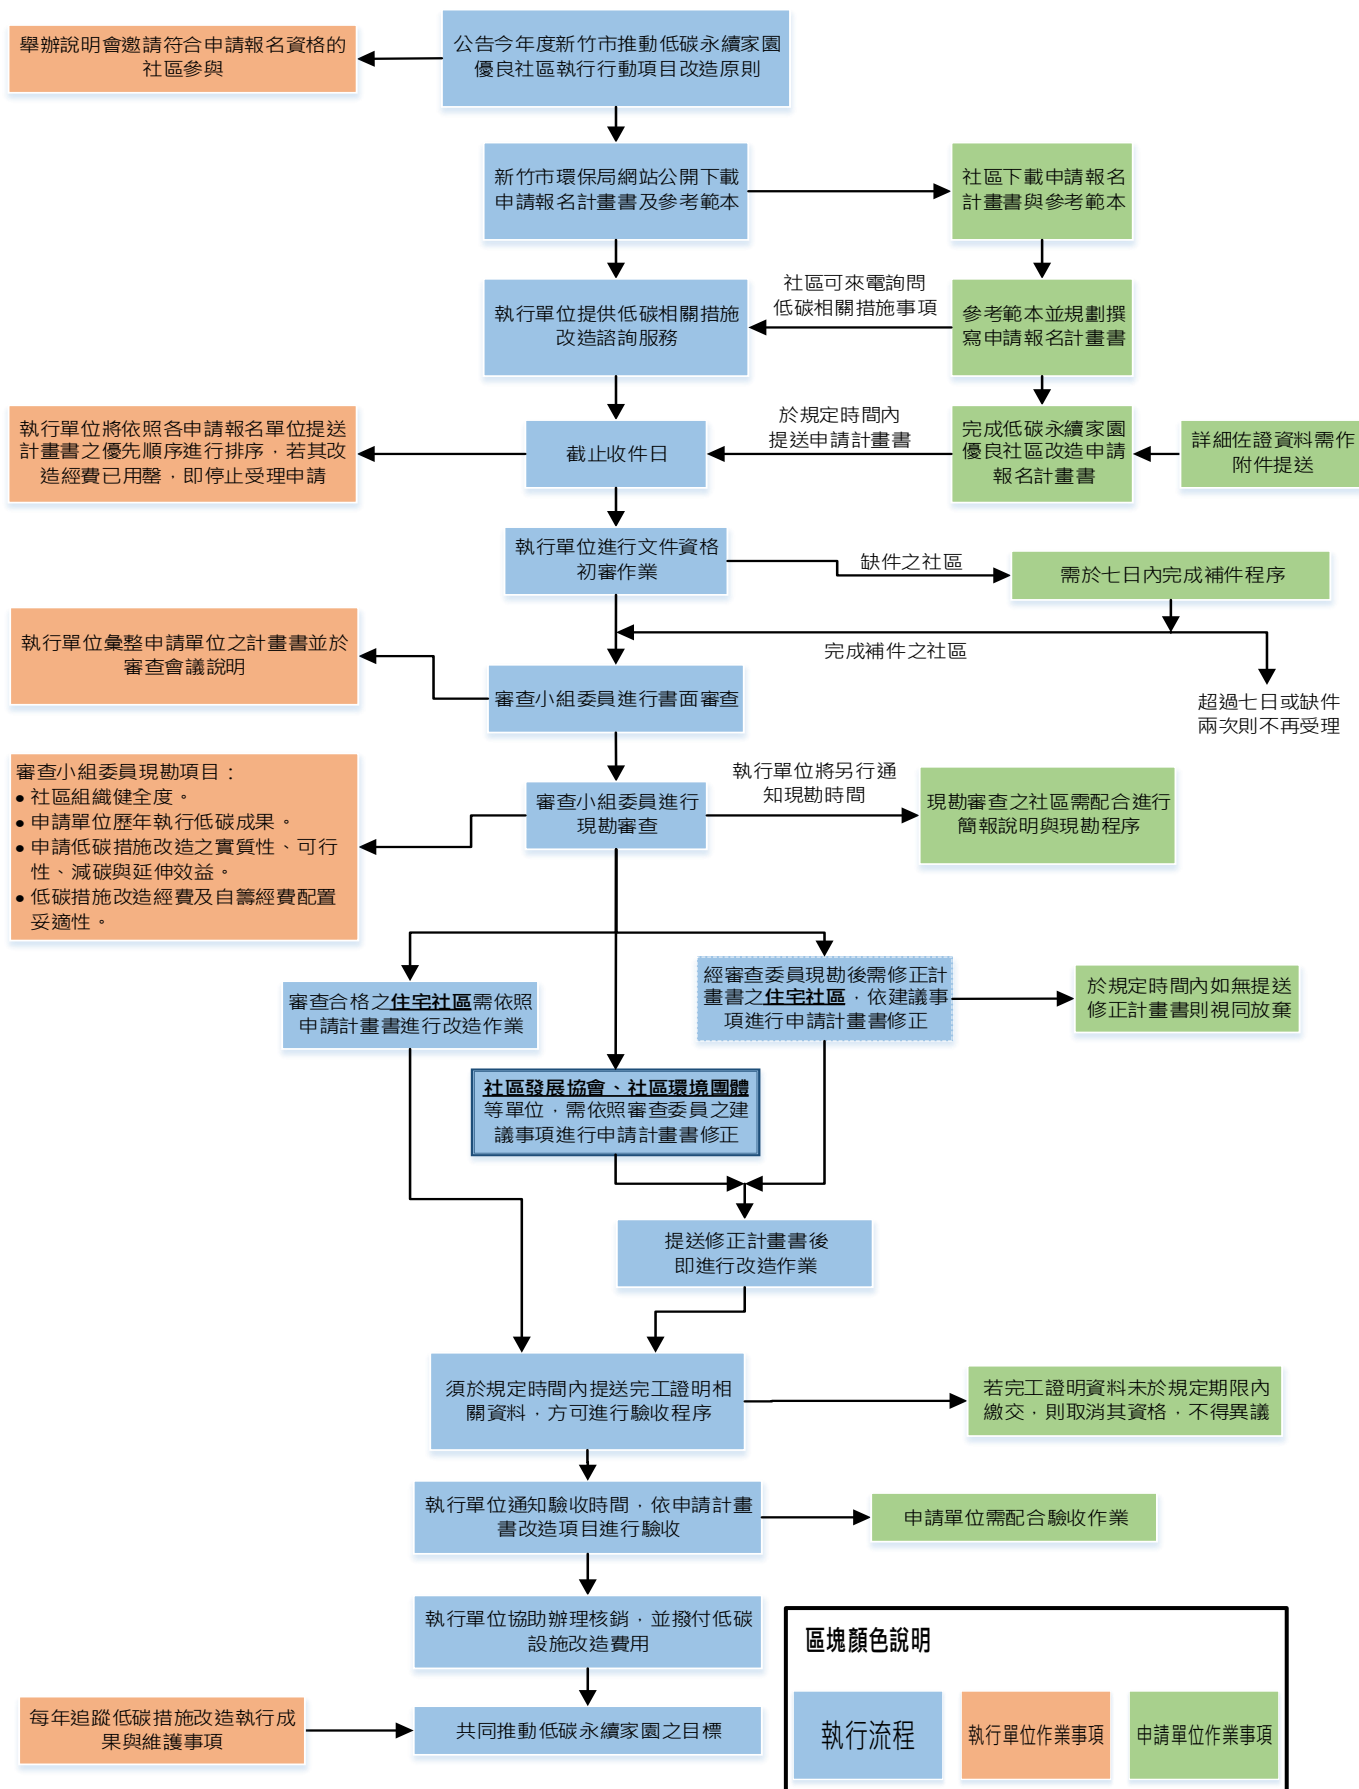 舉辦說明會邀請符合申請報名資格的
社區參與
公告今年度新竹市推動低碳永續家園
優良社區執行行動項目改造原則
新竹市環保局網站公開下載
申請報名計畫書及參考範本
社區下載申請報名
計畫書與參考範本
執行單位提供低碳相關措施
改造諮詢服務
社區可來電詢問
低碳相關措施事項
參考範本並規劃撰
寫申請報名計畫書
執行單位將依照各申請報名單位提送
計畫書之優先順序進行排序，若其改
造經費已用罄，即停止受理申請
截止收件日
於規定時間內
提送申請計畫書
完成低碳永續家園
優良社區改造申請
報名計畫書
詳細佐證資料需作
附件提送
執行單位進行文件資格
初審作業
缺件之社區
需於七日內完成補件程序
執行單位彙整申請單位之計畫書並於
審查會議說明
完成補件之社區
審查小組委員進行書面審查
超過七日或缺件
兩次則不再受理
審查小組委員現勘項目：
•社區組織健全度。
•申請單位歷年執行低碳成果。
•申請低碳措施改造之實質性、可行
性、減碳與延伸效益。
•低碳措施改造經費及自籌經費配置
妥適性。
審查小組委員進行
現勘審查
執行單位將另行通
知現勘時間
現勘審查之社區需配合進行
簡報說明與現勘程序
審查合格之住宅社區需依照
申請計畫書進行改造作業
經審查委員現勘後需修正計
畫書之住宅社區，依建議事
項進行申請計畫書修正
於規定時間內如無提送
修正計畫書則視同放棄
社區發展協會、社區環境團體
等單位，需依照審查委員之建
議事項進行申請計畫書修正
提送修正計畫書後
即進行改造作業
須於規定時間內提送完工證明相
關資料，方可進行驗收程序
若完工證明資料未於規定期限內
繳交，則取消其資格，不得異議
執行單位通知驗收時間，依申請計畫
書改造項目進行驗收
申請單位需配合驗收作業
執行單位協助辦理核銷，並撥付低碳
設施改造費用
每年追蹤低碳措施改造執行成
果與維護事項
共同推動低碳永續家園之目標
區塊顏色說明
執行流程
執行單位作業事項
申請單位作業事項